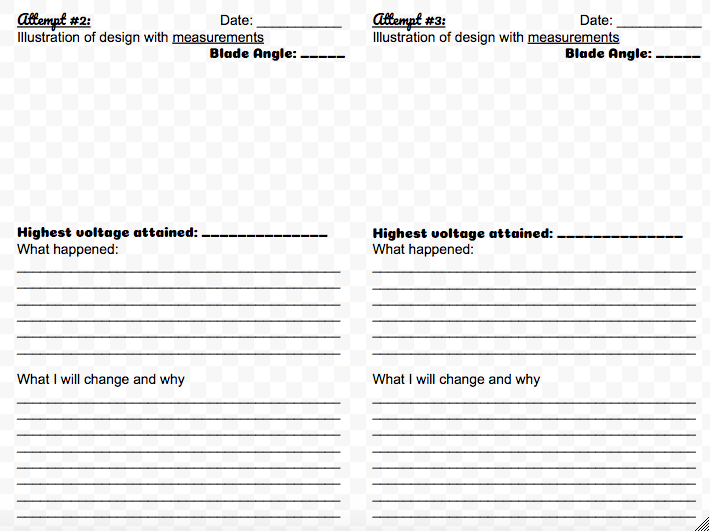 Attempt #2: Date: ___________
Illustration of design with measurements
Blade Angle: _____
Highest voltage attained: ______________
What happened:
What I will change and why
Attempt #3: Date: ___________
Illustration of design with measurements
Blade Angle: _____
Highest voltage attained: ______________
What happened:
What I will change and why